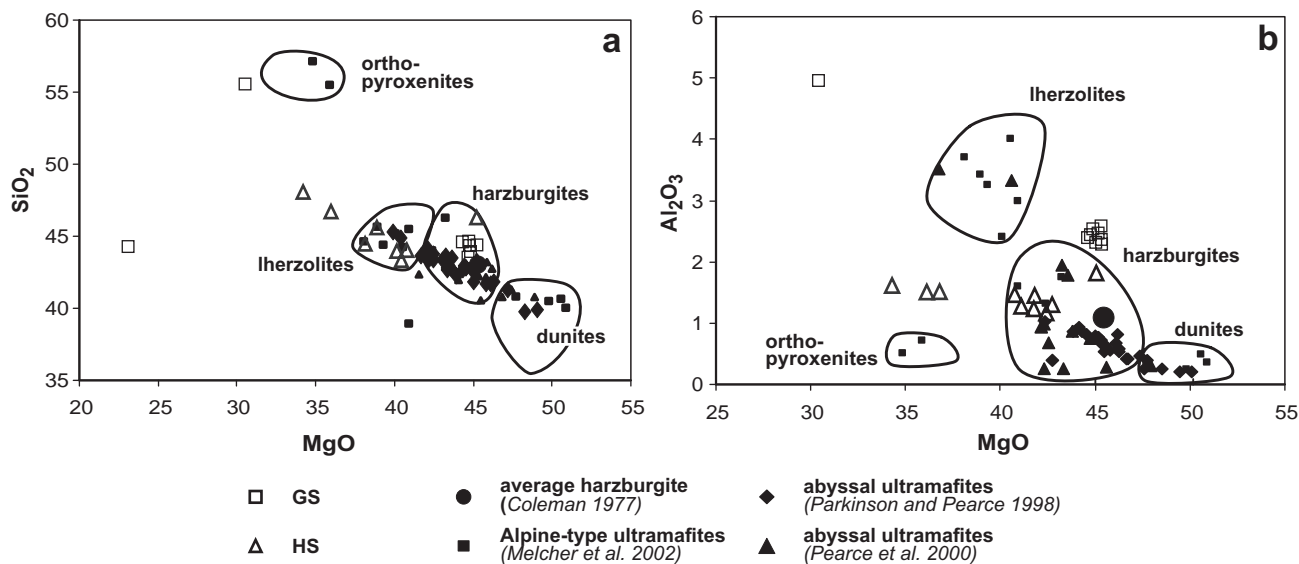 a
60
55
50
45
40
35
SiO2
20 25 30 35 40 45 50 55
MgO
ortho-
pyroxenites
harzburgites
lherzolites
dunites
b
6
5
4
3
2
1
0
Al2O3
25 30 35 40 45 50 55
MgO
lherzolites
harzburgites
ortho-
pyroxenites
dunites
GS
HS
average harzburgite
(Coleman 1977)
Alpine-type ultramafites
(Melcher et al. 2002)
abyssal ultramafites
(Parkinson and Pearce 1998)
abyssal ultramafites
(Pearce et al. 2000)